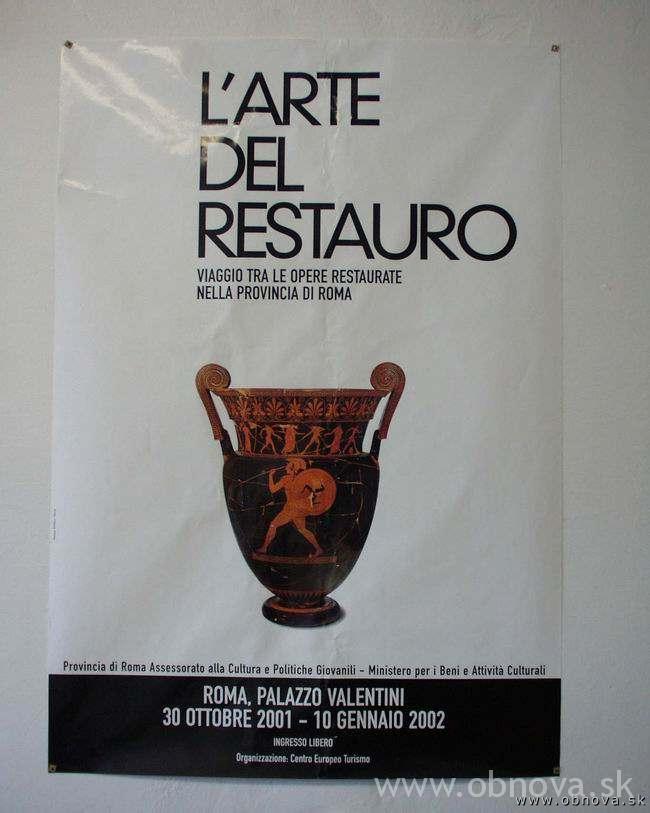 L'ARTE
DEL
RESTAURO
VIAGGIO TRA LE OPERE RESTAURATE
NELLA PROVINCIA DI ROMA
Provincia di Roma Assessorato alla Cultura e Politiche Giovanili – Ministero per i Beni e Attività Culturali
ROMA, PALAZZO VALENTINI
30 OTTOBRE 2001 – 10 GENNAIO 2002
INGRESSO LIBERO
Organizzazione: Centro Europeo Turismo
www.obnova.sk
www.obnova.sk